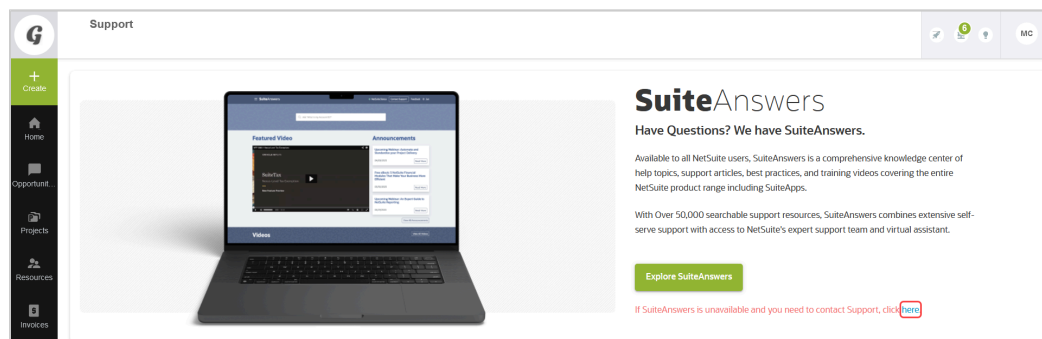 Support
6
MC
G
Create
Home
Opportunit...
Projects
Resources
Invoices
SuiteAnswers
Featured Video
Announcements
SuiteTax
Videos
SuiteAnswers
Have Questions? We have SuiteAnswers.
Available to all NetSuite users, SuiteAnswers is a comprehensive knowledge center of
help topics, support articles, best practices, and training videos covering the entire
NetSuite product range including SuiteApps.
With Over 50,000 searchable support resources, SuiteAnswers combines extensive self-
serve support with access to NetSuite's expert support team and virtual assistant.
Explore SuiteAnswers
If SuiteAnswers is unavailable and you need to contact Support, click here.